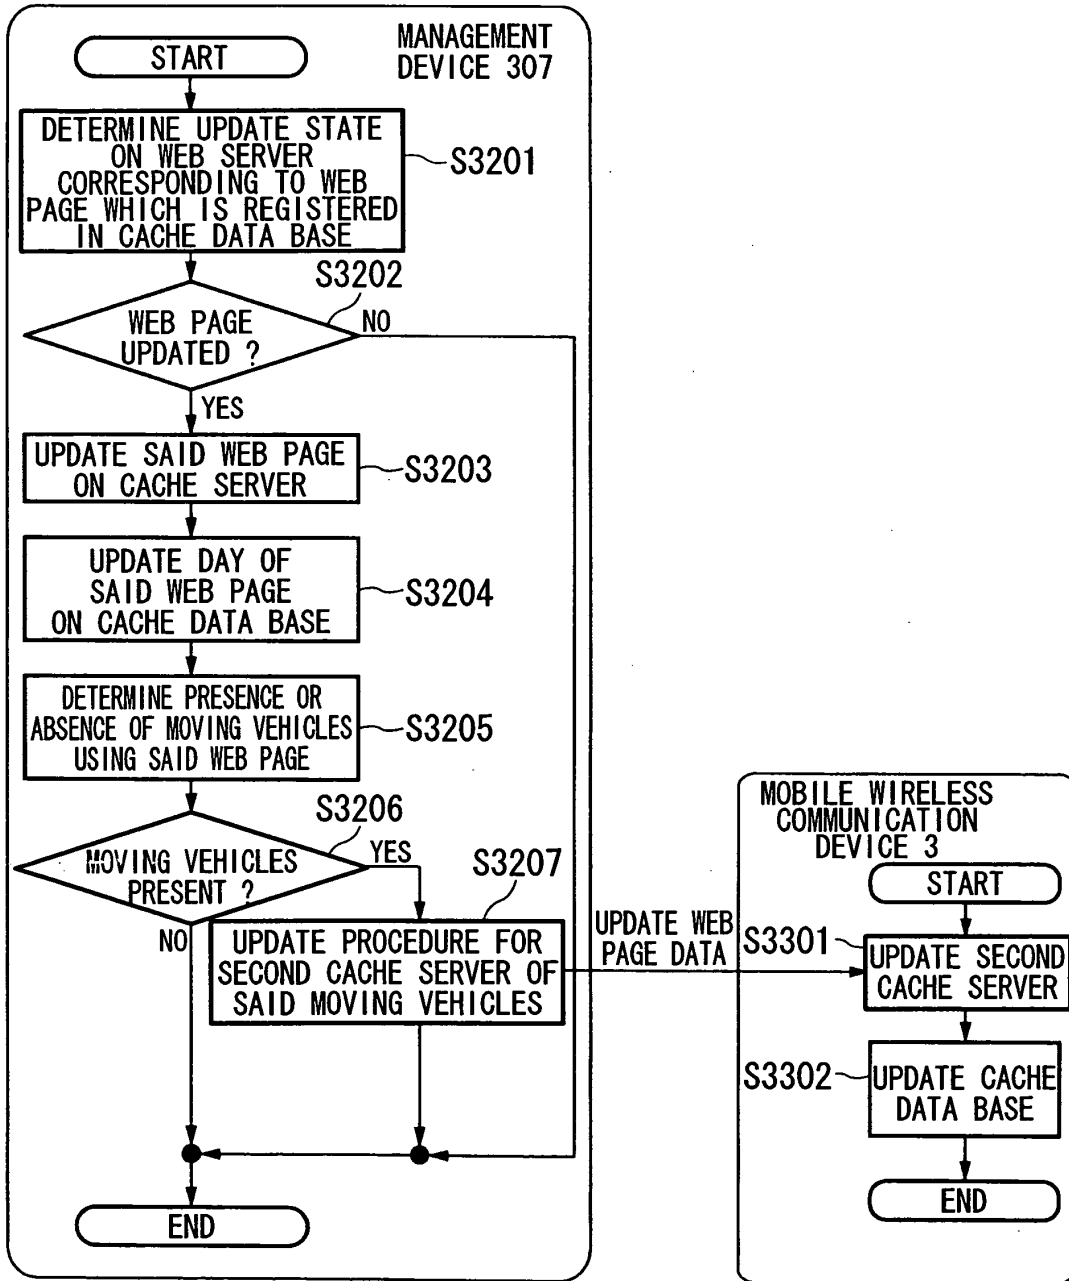 MANAGEMENT
DEVICE 307
START
DETERMINE UPDATE STATE
ON WEB SERVER
CORRESPONDING TO WEB
PAGE WHICH IS REGISTERED
IN CACHE DATA BASE
S3201
S3202
WEB PAGE
UPDATED ?
NO
YES
UPDATE SAID WEB PAGE
ON CACHE SERVER
S3203
UPDATE DAY OF
SAID WEB PAGE
ON CACHE DATA BASE
S3204
DETERMINE PRESENCE OR
ABSENCE OF MOVING VEHICLES
USING SAID WEB PAGE
S3205
S3206
MOVING VEHICLES
PRESENT ?
YES
NO
S3207
UPDATE PROCEDURE FOR
SECOND CACHE SERVER OF
SAID MOVING VEHICLES
END
UPDATE WEB
PAGE DATA
MOBILE WIRELESS
COMMUNICATION
DEVICE 3
START
S3301
UPDATE SECOND
CACHE SERVER
S3302
UPDATE CACHE
DATA BASE
END